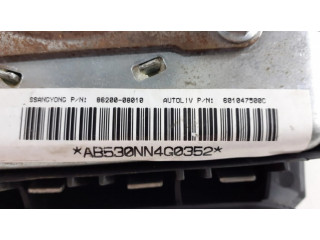 SSANGYONG P/N: 86200-08010 AUTOLIV P/N: 601047500C
*AB530NN4G0352*